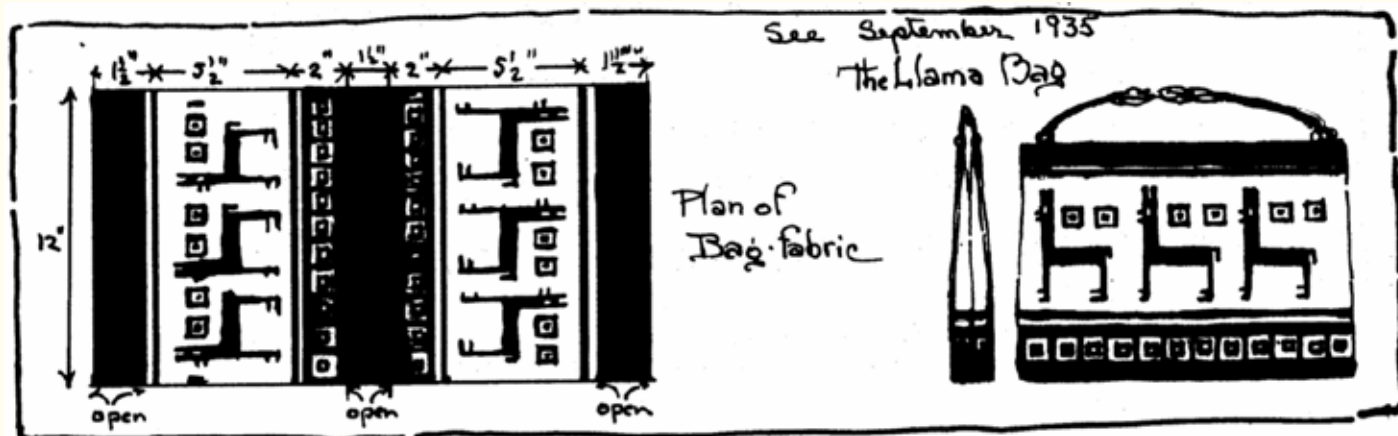 See September 1935
The Llama Bag
1½" 5½" 2" 1½" 2" 5½" 1½"
12"
Plan of
Bag-fabric
open open open